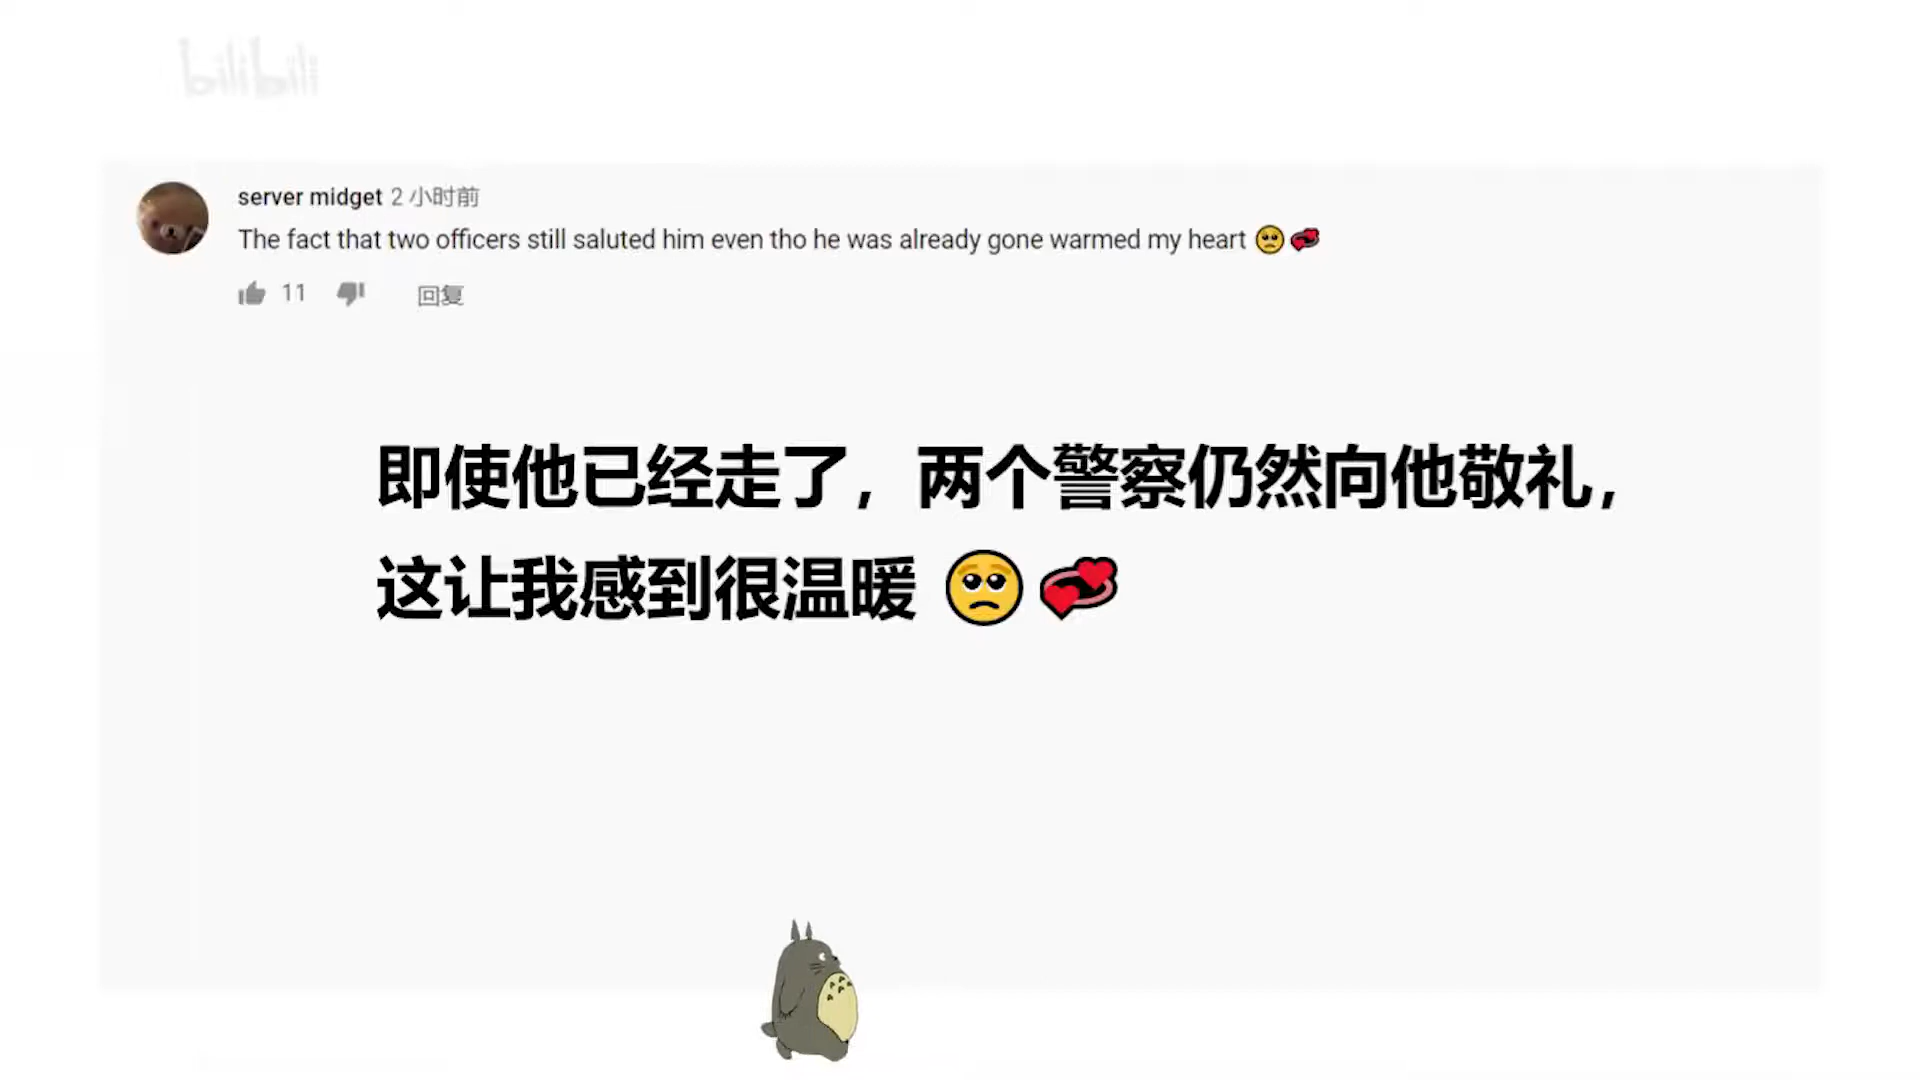 bilibili
server midget 2 小时前
The fact that two officers still saluted him even tho he was already gone warmed my heart 🥺💞
11 回复
即使他已经走了，两个警察仍然向他敬礼，
这让我感到很温暖 🥺💞